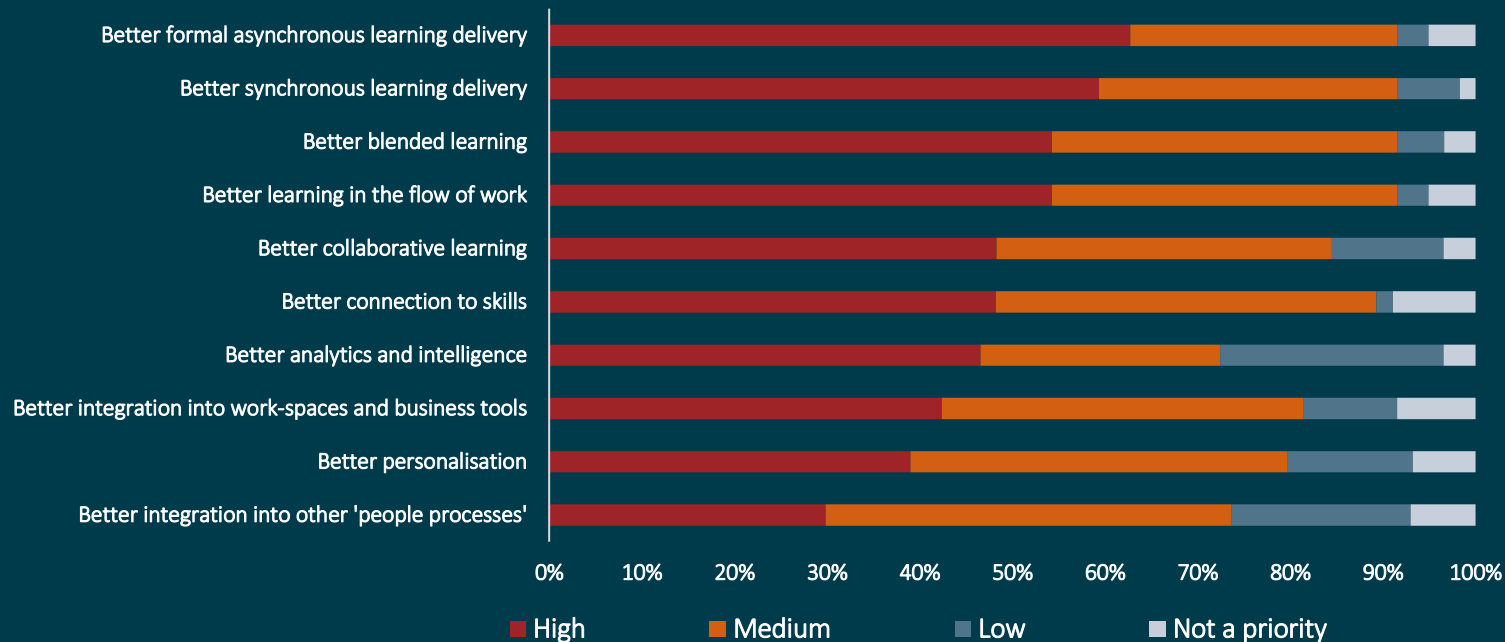 Better formal asynchronous learning delivery
Better synchronous learning delivery
Better blended learning
Better learning in the flow of work
Better collaborative learning
Better connection to skills
Better analytics and intelligence
Better integration into work-spaces and business tools
Better personalisation
Better integration into other 'people processes'
0% 10% 20% 30% 40% 50% 60% 70% 80% 90% 100%
High Medium Low Not a priority